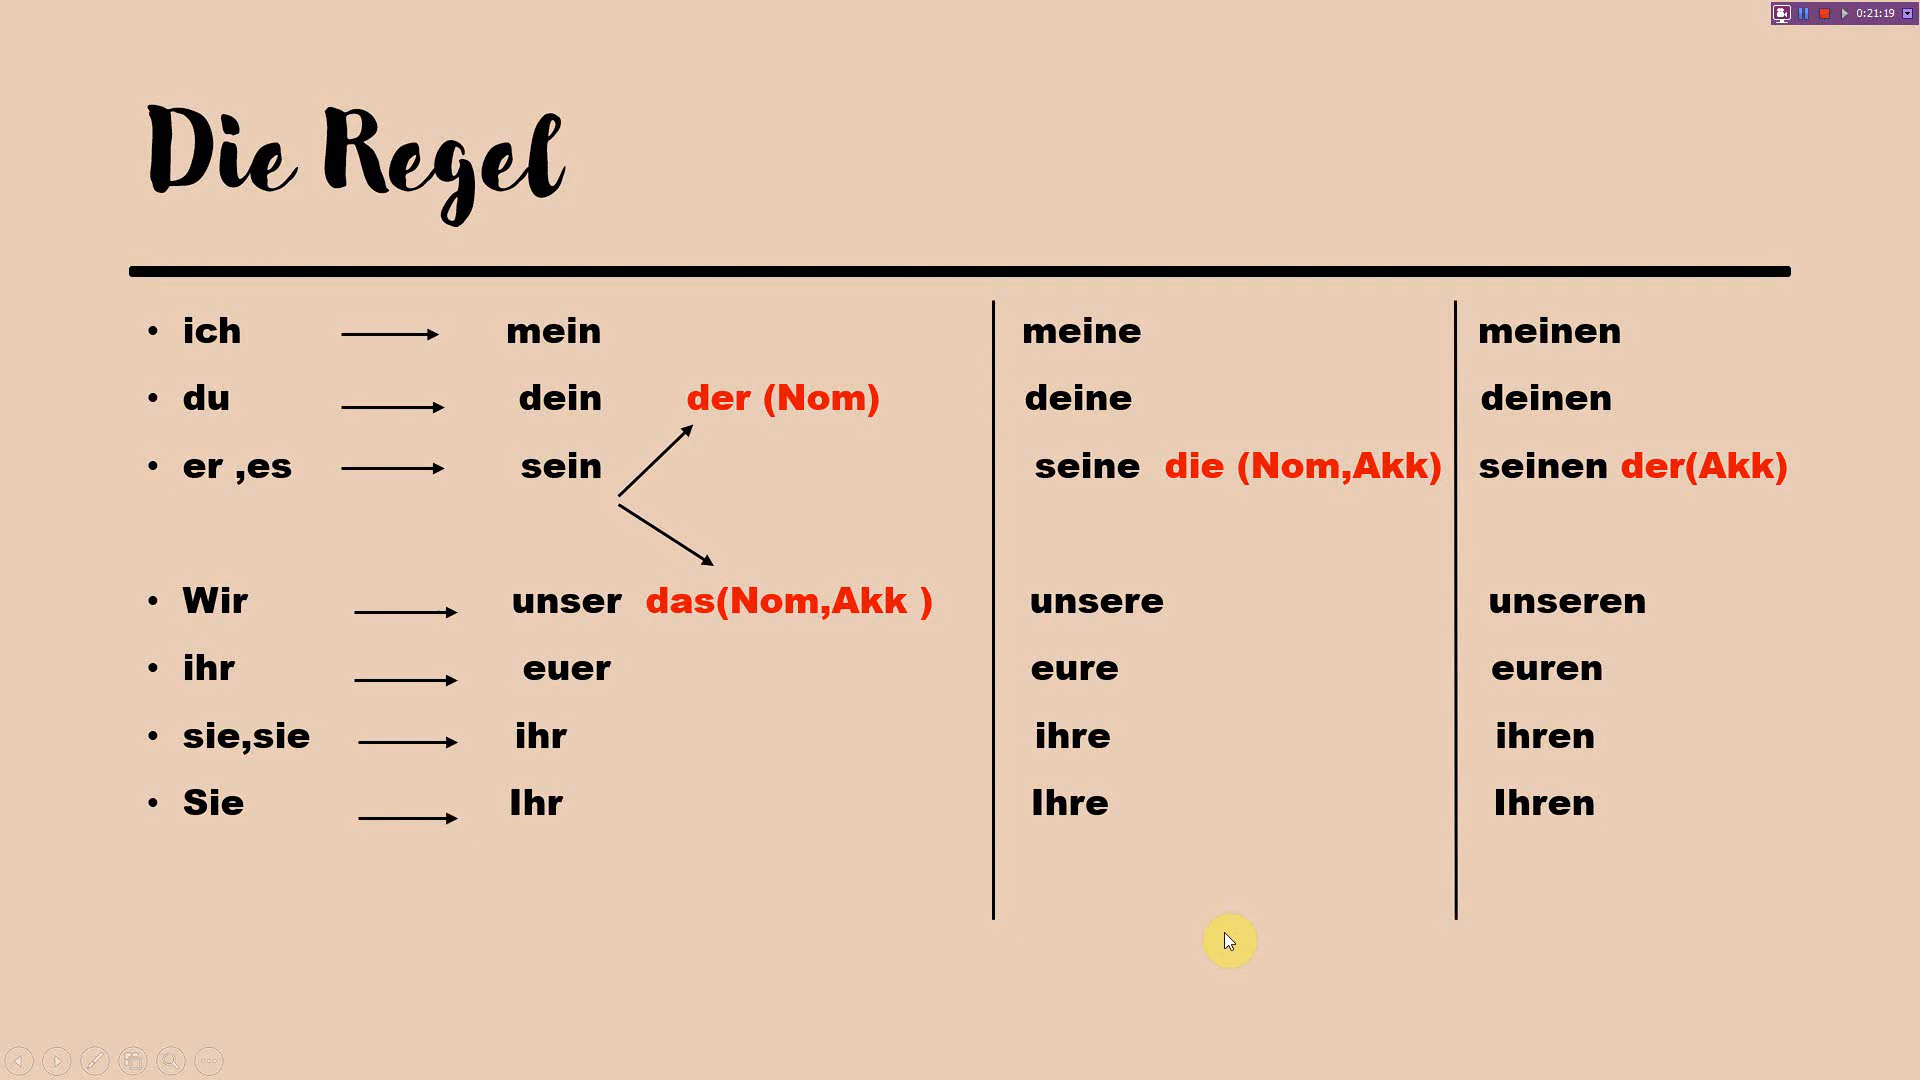 0:21:19
Die Regel
• ich mein meine meinen
• du dein der (Nom) deine deinen
• er ,es sein seine die (Nom,Akk) seinen der(Akk)
• Wir unser das(Nom,Akk ) unsere unseren
• ihr euer eure euren
• sie,sie ihr ihre ihren
• Sie Ihr Ihre Ihren